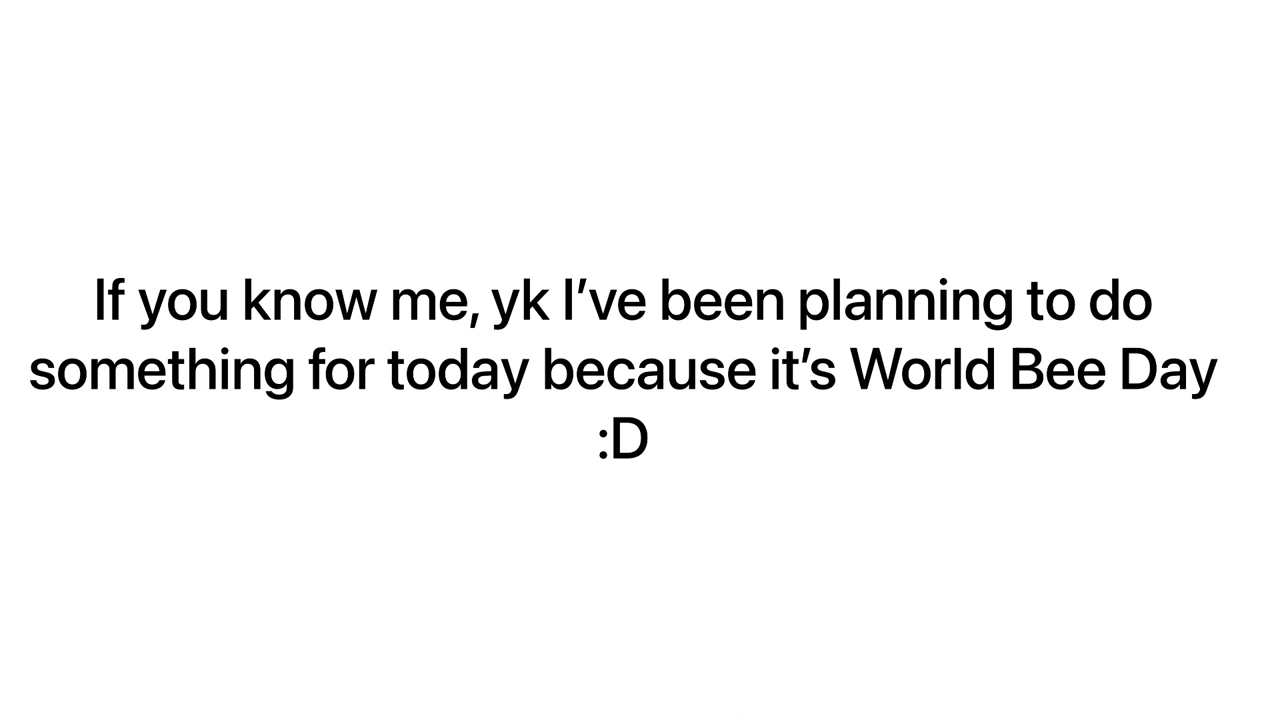 If you know me, yk I’ve been planning to do
something for today because it’s World Bee Day
:D